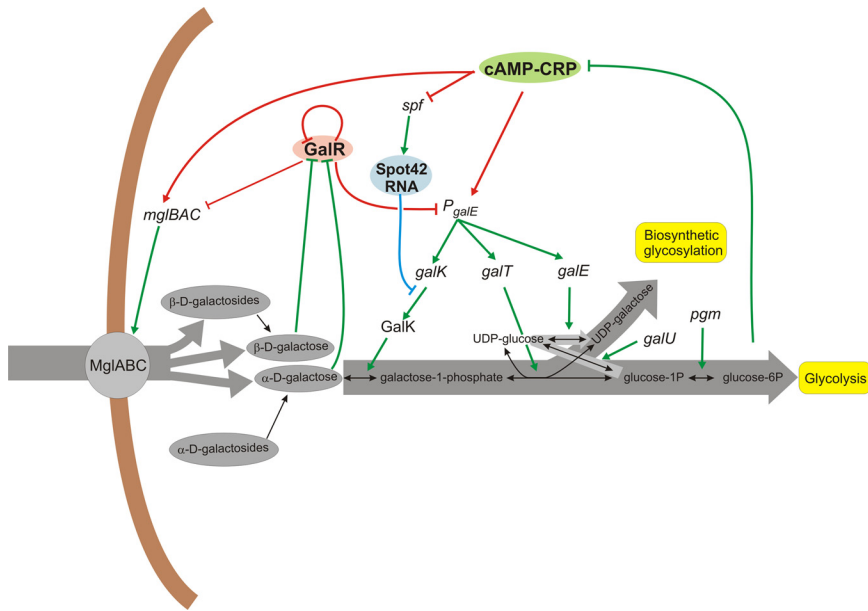 cAMP-CRP
spf
GalR
Spot42
RNA
mglBAC
PgalE
Biosynthetic
glycosylation
galK
galT
galE
β-D-galactosides
UDP-galactose
pgm
GalK
UDP-glucose
galU
β-D-galactose
MglABC
α-D-galactose
galactose-1-phosphate
glucose-1P
glucose-6P
Glycolysis
α-D-galactosides